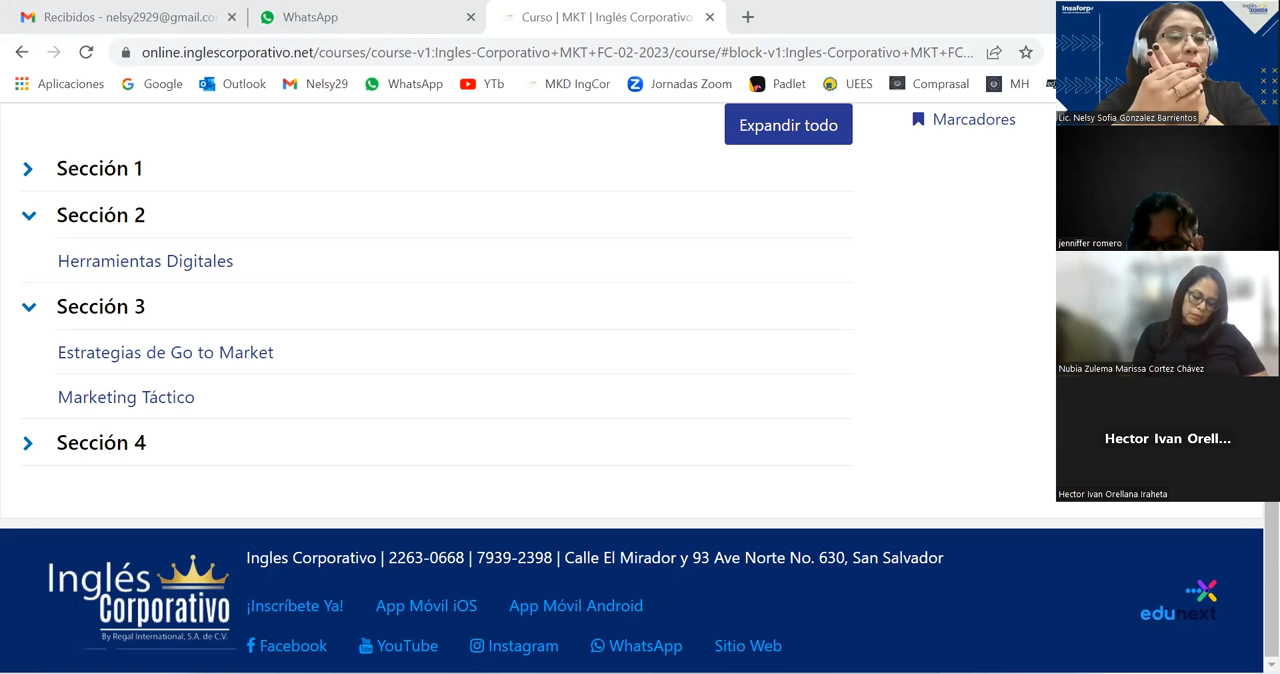 Recibidos - nelsy2929@gmail.co
WhatsApp
Curso | MKT | Inglés Corporativo
online.inglescorporativo.net/courses/course-v1:Ingles-Corporativo+MKT+FC-02-2023/course/#block-v1:Ingles-Corporativo+MKT+FC...
Aplicaciones
Google
Outlook
Nelsy29
WhatsApp
YTb
MKD IngCor
Jornadas Zoom
Padlet
UEES
Comprasal
MH
Expandir todo
Marcadores
Sección 1
Sección 2
Herramientas Digitales
Sección 3
Estrategias de Go to Market
Marketing Táctico
Sección 4
Insaforp
Lic. Nelsy Sofia Gonzalez Barrientos
jenniffer romero
Nubia Zulema Marissa Cortez Chávez
Hector Ivan Orell...
Hector Ivan Orellana Iraheta
Inglés
Corporativo
By Regal International, S.A. de C.V.
Ingles Corporativo | 2263-0668 | 7939-2398 | Calle El Mirador y 93 Ave Norte No. 630, San Salvador
¡Inscríbete Ya!
App Móvil iOS
App Móvil Android
Facebook
YouTube
Instagram
WhatsApp
Sitio Web
edunext